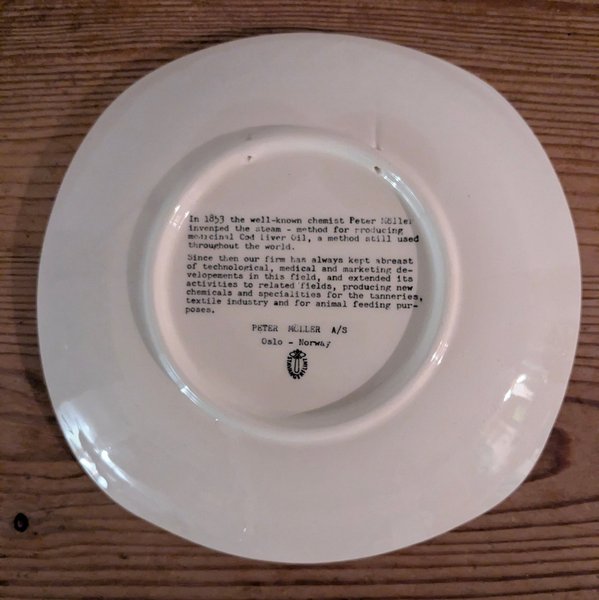 In 1853 the well-known chemist Peter Möller
invented the steam - method for producing
medicinal Cod Liver Oil, a method still used
throughout the world.
Since then our firm has always kept abreast
of technological, medical and marketing de-
velopements in this field, and extended its
activities to related fields, producing new
chemicals and specialities for the tanneries,
textile industry and for animal feeding pur-
poses.
PETER MÖLLER A/S
Oslo - Norway